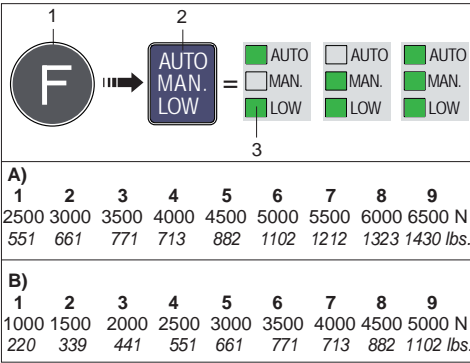 1 2
F AUTO MAN. LOW = AUTO MAN. LOW AUTO MAN. LOW AUTO MAN. LOW
3
A)
1 2 3 4 5 6 7 8 9
2500 3000 3500 4000 4500 5000 5500 6000 6500 N
551 661 771 713 882 1102 1212 1323 1430 lbs.
B)
1 2 3 4 5 6 7 8 9
1000 1500 2000 2500 3000 3500 4000 4500 5000 N
220 339 441 551 661 771 713 882 1102 lbs.